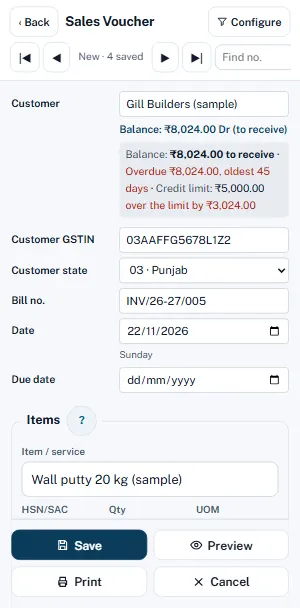 ‹ Back Sales Voucher Configure
New · 4 saved Find no.
Customer Gill Builders (sample)
Balance: ₹8,024.00 Dr (to receive)
Balance: ₹8,024.00 to receive ·
Overdue ₹8,024.00, oldest 45
days · Credit limit: ₹5,000.00
over the limit by ₹3,024.00
Customer GSTIN 03AAFFG5678L1Z2
Customer state 03 · Punjab
Bill no. INV/26-27/005
Date 22/11/2026
Sunday
Due date dd/mm/yyyy
Items ?
Item / service
Wall putty 20 kg (sample)
HSN/SAC Qty UOM
Save Preview
Print Cancel